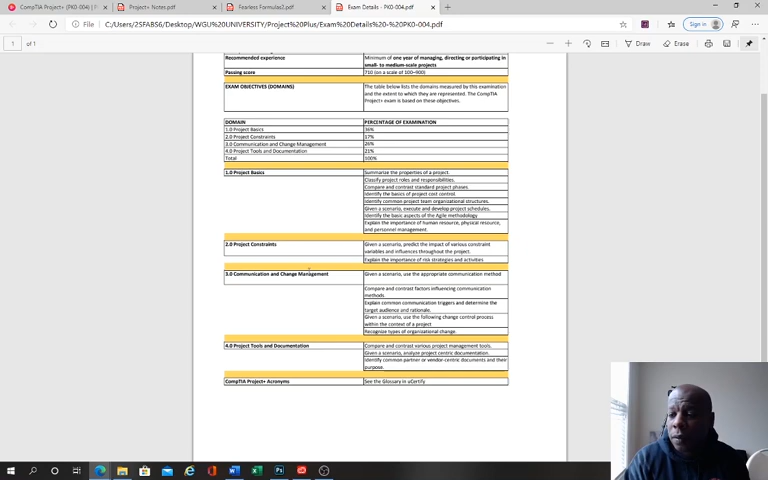 CompTIA Project+ (PK0-004) |
Project+ Notes.pdf
Fearless Formulas2.pdf
Exam Details - PK0-004.pdf
C:/Users/2SFABS6/Desktop/WGU%20UNIVERSITY/Project%20Plus/Exam%20Details%20-%20PK0-004.pdf
Sign in
1 of 1
Draw
Erase
Recommended experience
Minimum of one year of managing, directing or participating in
small- to medium-scale projects
Passing score
710 (on a scale of 100–900)
EXAM OBJECTIVES (DOMAINS)
The table below lists the domains measured by this examination
and the extent to which they are represented. The CompTIA
Project+ exam is based on these objectives.
DOMAIN
PERCENTAGE OF EXAMINATION
1.0 Project Basics
36%
2.0 Project Constraints
17%
3.0 Communication and Change Management
26%
4.0 Project Tools and Documentation
21%
Total
100%
1.0 Project Basics
Summarize the properties of a project.
Classify project roles and responsibilities.
Compare and contrast standard project phases
Identify the basics of project cost control.
Identify common project team organizational structures.
Given a scenario, execute and develop project schedules.
Identify the basic aspects of the Agile methodology
Explain the importance of human resource, physical resource,
and personnel management.
2.0 Project Constraints
Given a scenario, predict the impact of various constraint
variables and influences throughout the project.
Explain the importance of risk strategies and activities
3.0 Communication and Change Management
Given a scenario, use the appropriate communication method
Compare and contrast factors influencing communication
methods.
Explain common communication triggers and determine the
target audience and rationale.
Given a scenario, use the following change control process
within the context of a project
Recognize types of organizational change.
4.0 Project Tools and Documentation
Compare and contrast various project management tools.
Given a scenario, analyze project centric documentation.
Identify common partner or vendor-centric documents and their
purpose.
CompTIA Project+ Acronyms
See the Glossary in uCertify